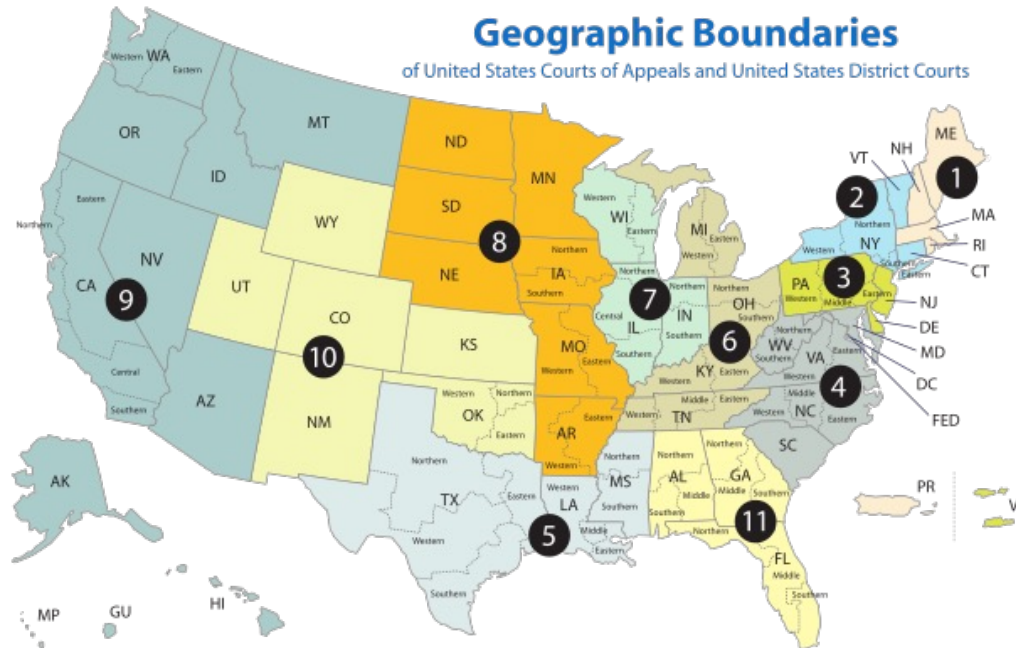 Geographic Boundaries
of United States Courts of Appeals and United States District Courts
Western
WA
Eastern
OR
MT
ID
ND
MN
SD
8
WY
NE
Northern
IA
Southern
Northern
Eastern
NV
CA
9
UT
CO
10
KS
Central
Southern
AZ
NM
Western
Northern
OK
Eastern
MO
Eastern
Western
AR
Eastern
Western
Western
WI
Eastern
Northern
7
Central
IL
Southern
Northern
IN
Southern
MI
Eastern
Western
Northern
OH
Southern
6
KY
Eastern
Western
Western
Middle
Eastern
TN
ME
NH
VT
1
2
Northern
Western
NY
Southern
Eastern
MA
RI
CT
3
PA
Western
Middle
Eastern
NJ
DE
MD
DC
FED
Northern
WV
Southern
VA
Eastern
Western
4
Middle
Western
NC
Eastern
SC
Northern
TX
Eastern
Western
Southern
Western
LA
Middle
Eastern
5
Northern
MS
Southern
Northern
AL
Middle
Southern
Northern
GA
Middle
Southern
11
Northern
FL
Middle
Southern
PR
V
AK
MP
GU
HI